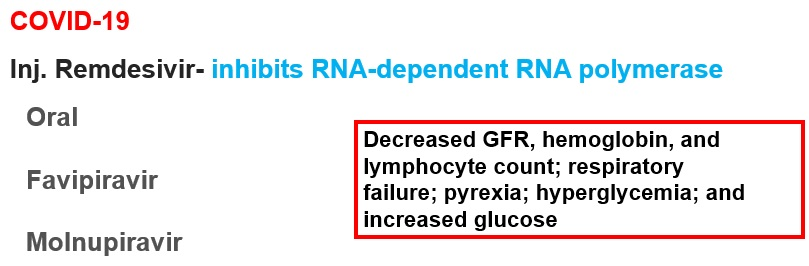 COVID-19
Inj. Remdesivir- inhibits RNA-dependent RNA polymerase
Oral
Favipiravir
Molnupiravir
Decreased GFR, hemoglobin, and
lymphocyte count; respiratory
failure; pyrexia; hyperglycemia; and
increased glucose